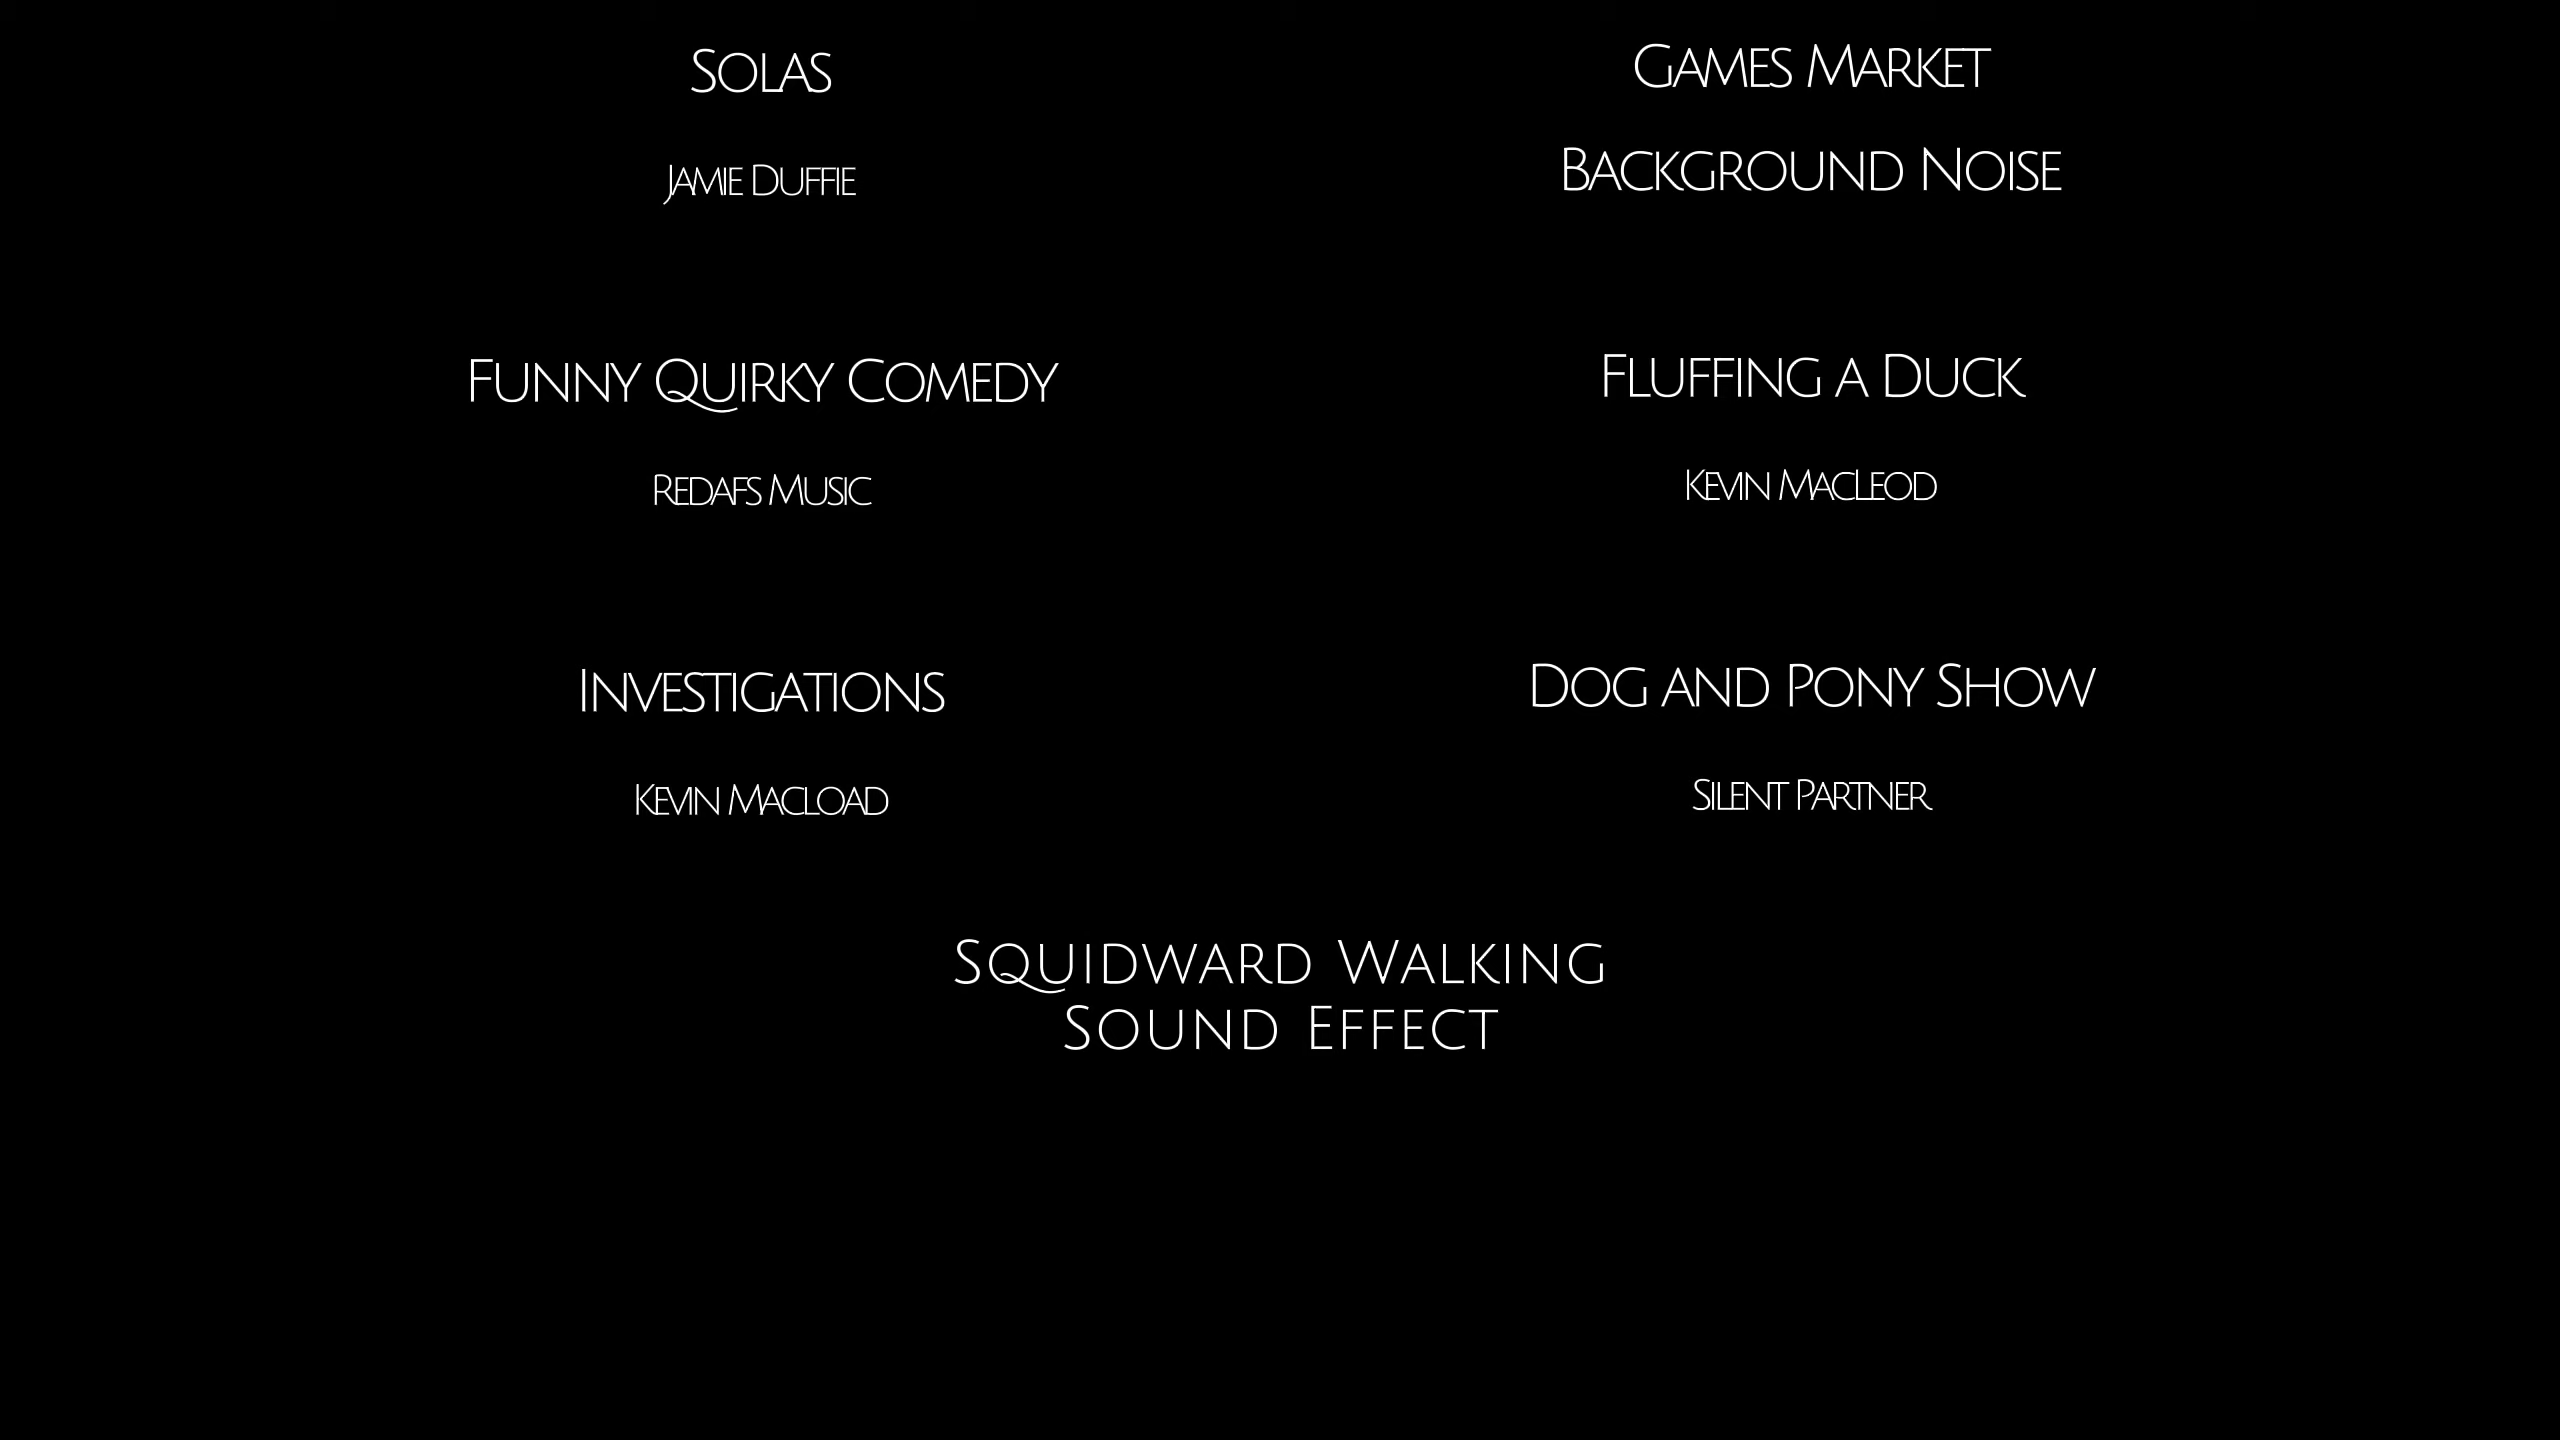 Solas
Jamie Duffie
Games Market
Background Noise
Funny Quirky Comedy
Redafs Music
Fluffing a Duck
Kevin MacLeod
Investigations
Kevin Macload
Dog and Pony Show
Silent Partner
Squidward Walking
Sound Effect